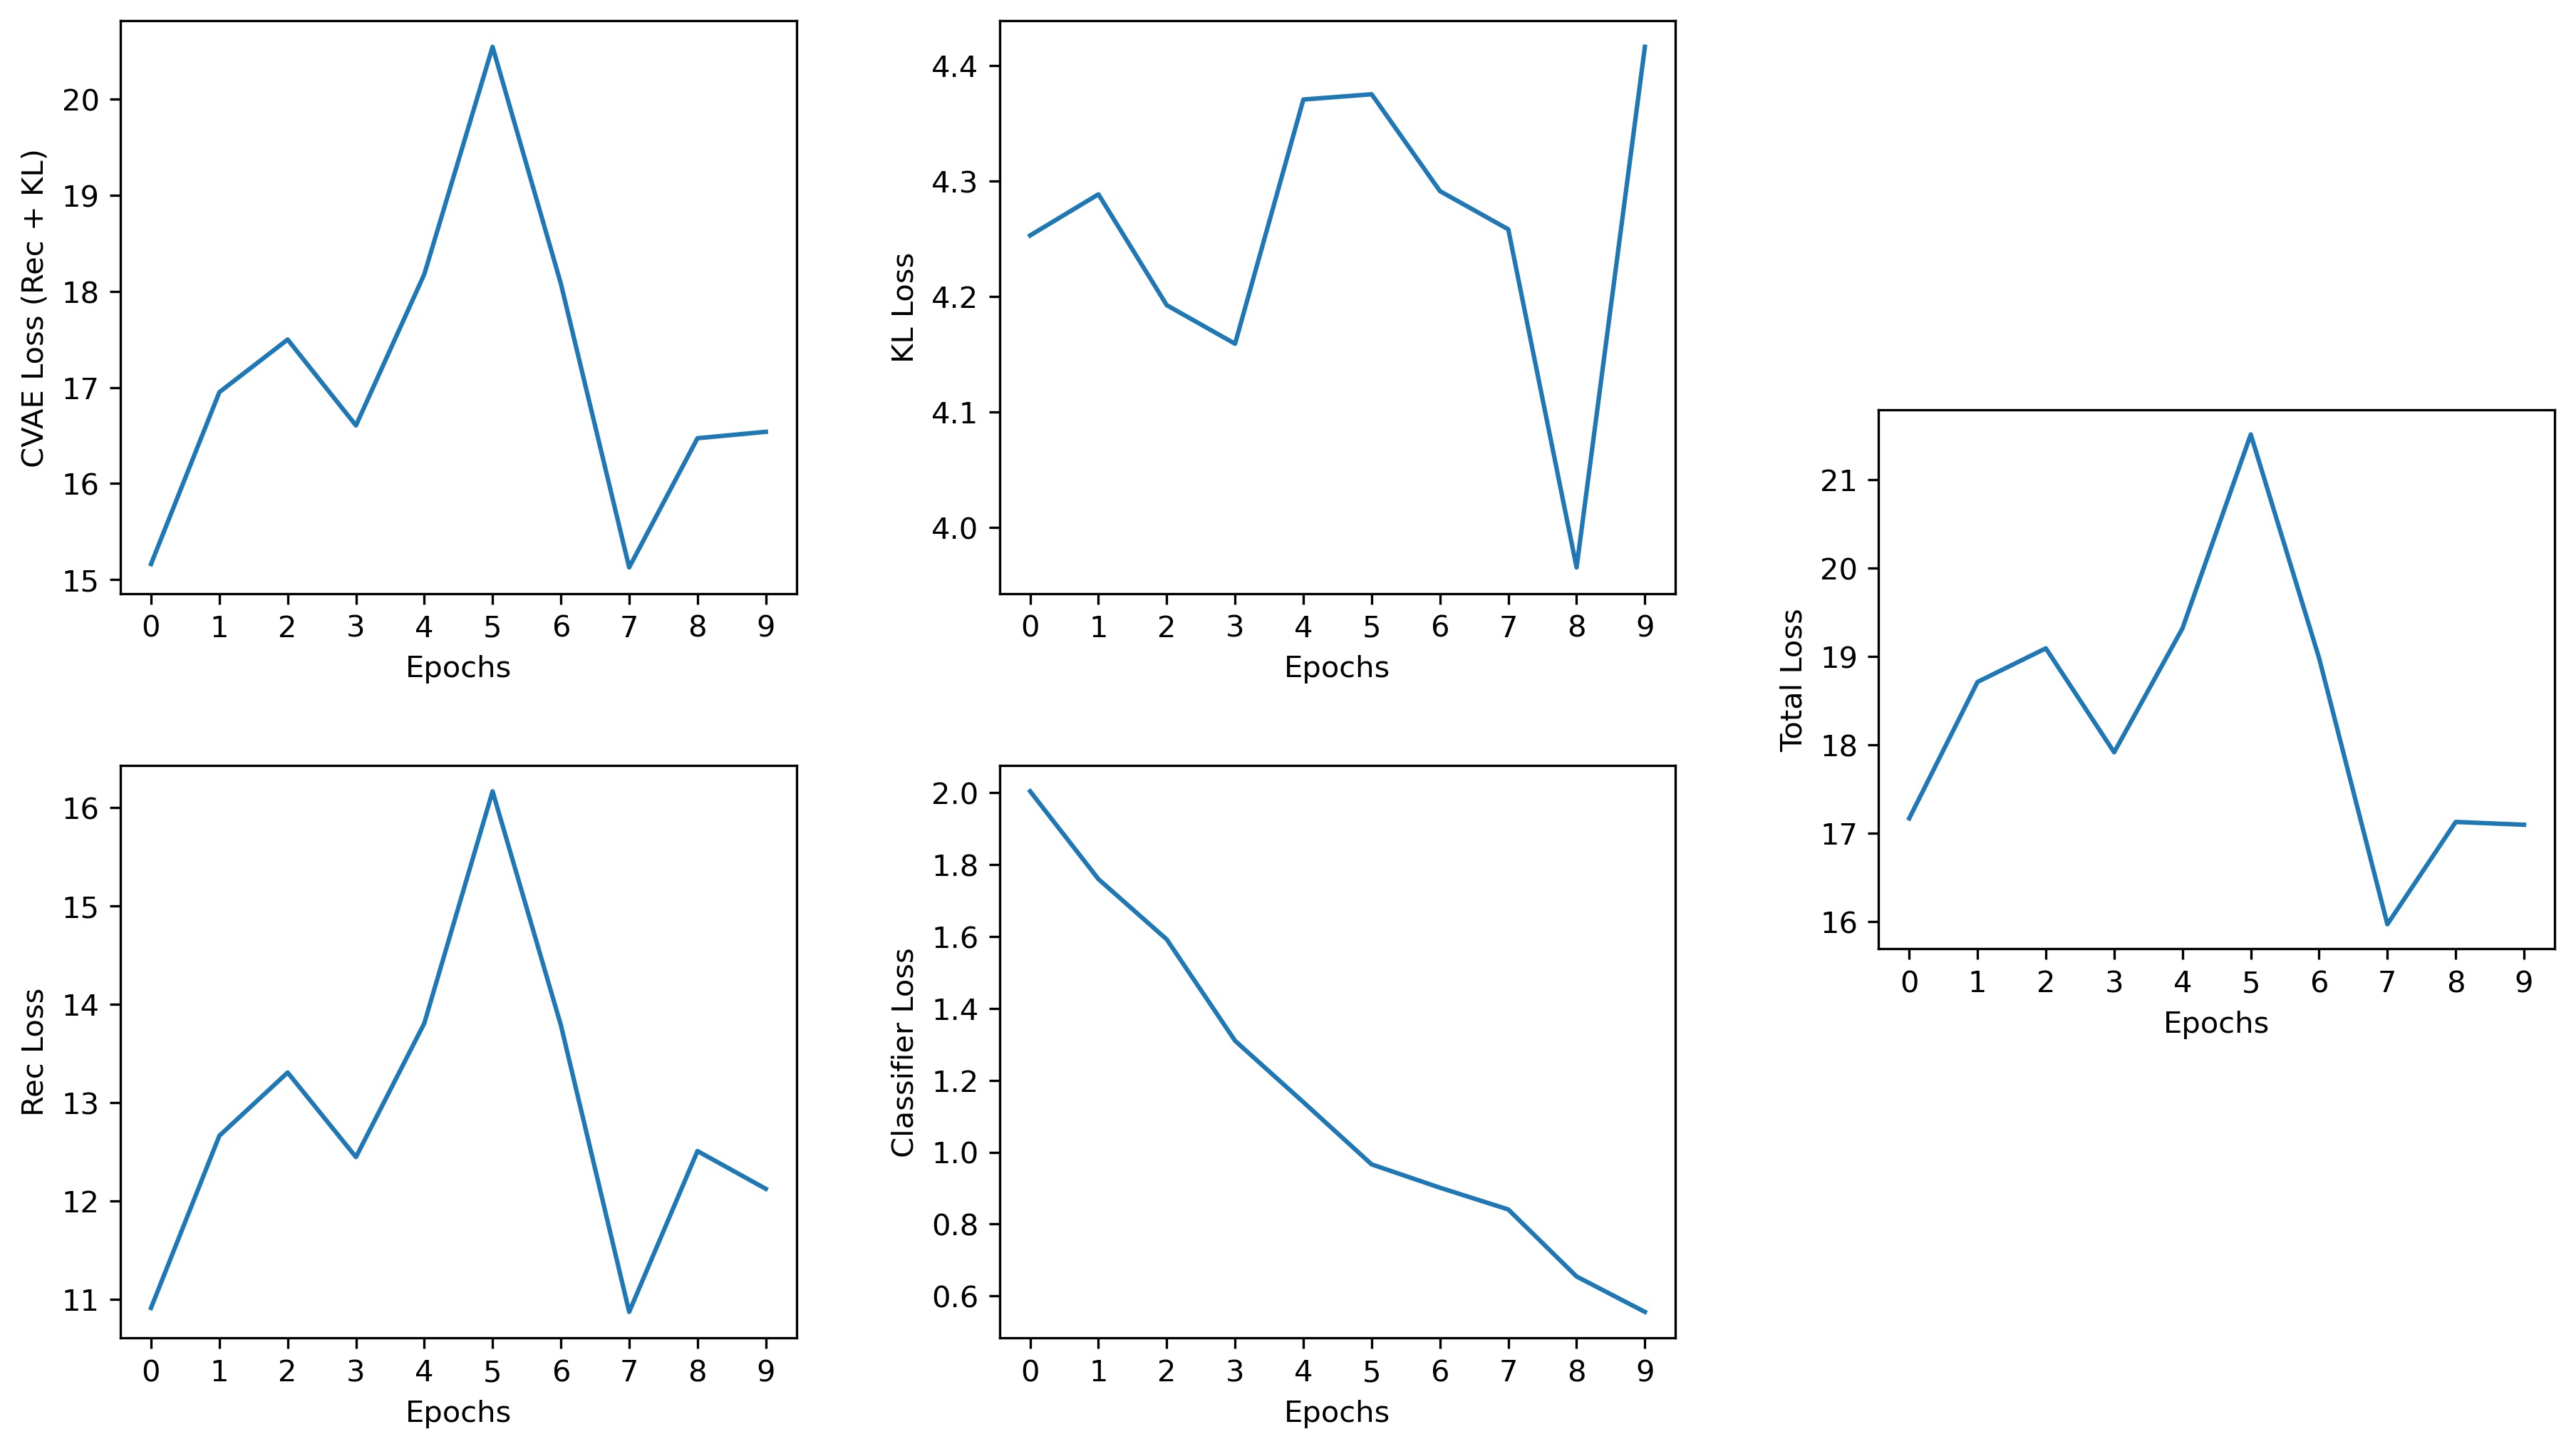 CVAE Loss (Rec + KL)
20
19
18
17
16
15
0 1 2 3 4 5 6 7 8 9
Epochs
KL Loss
4.4
4.3
4.2
4.1
4.0
0 1 2 3 4 5 6 7 8 9
Epochs
Rec Loss
16
15
14
13
12
11
0 1 2 3 4 5 6 7 8 9
Epochs
Classifier Loss
2.0
1.8
1.6
1.4
1.2
1.0
0.8
0.6
0 1 2 3 4 5 6 7 8 9
Epochs
Total Loss
21
20
19
18
17
16
0 1 2 3 4 5 6 7 8 9
Epochs